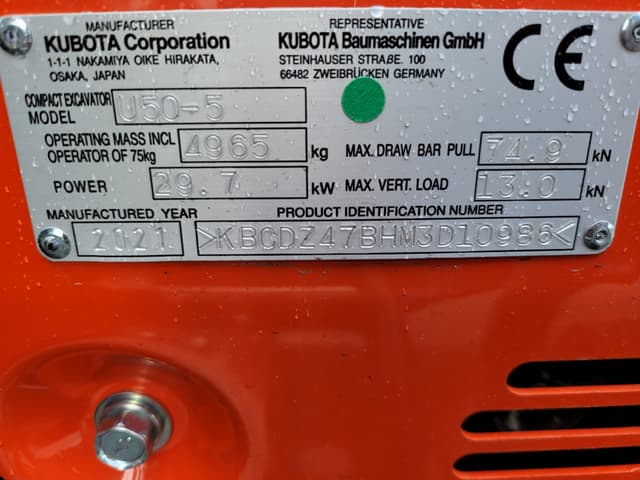 MANUFACTURER
KUBOTA Corporation
1-1-1 NAKAMIYA OIKE HIRAKATA,
OSAKA, JAPAN
REPRESENTATIVE
KUBOTA Baumaschinen GmbH
STEINHAUSER STRAßE. 100
66482 ZWEIBRÜCKEN GERMANY
CE
COMPACT EXCAVATOR
MODEL U50-5
OPERATING MASS INCL
OPERATOR OF 75kg 4965 kg
MAX. DRAW BAR PULL 74.9 kN
POWER 29.7 kW
MAX. VERT. LOAD 13.0 kN
MANUFACTURED YEAR
2021
PRODUCT IDENTIFICATION NUMBER
>KBCDZ47BHM3D10986<